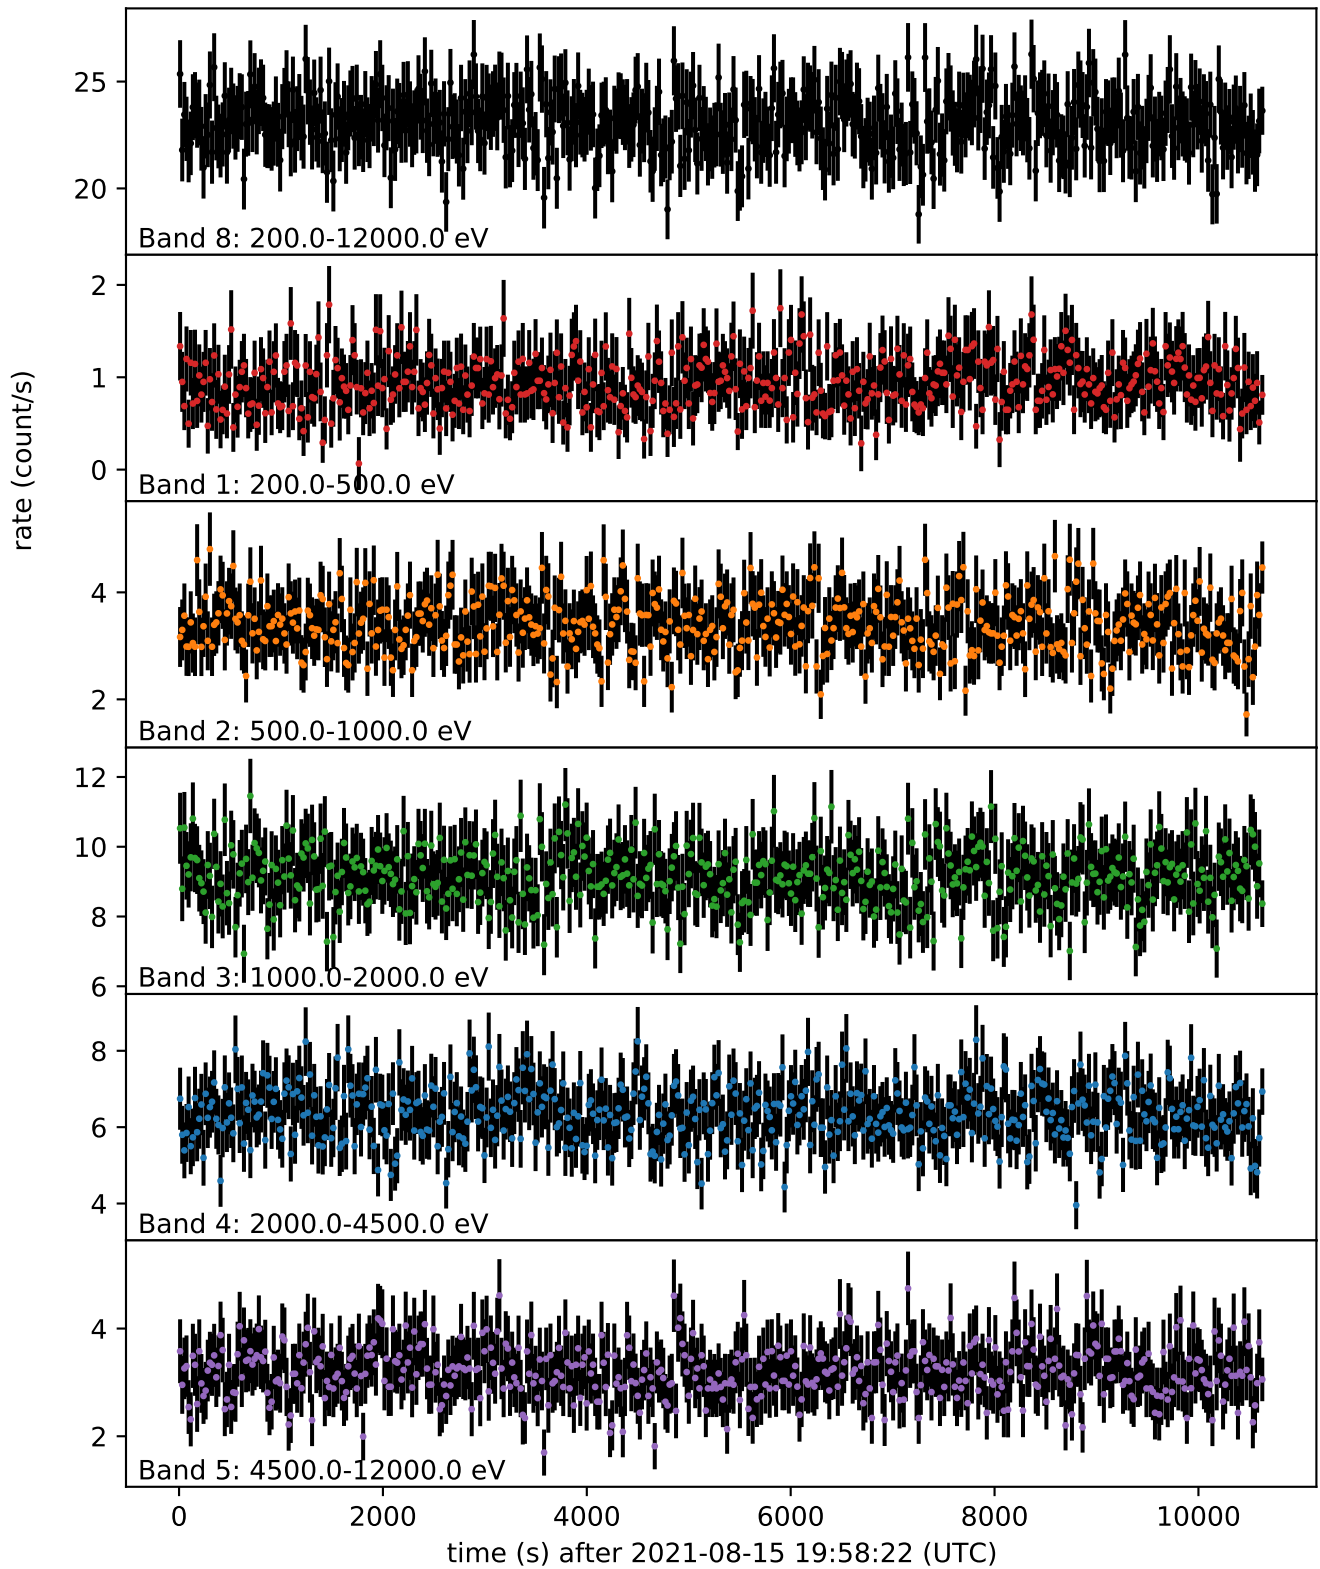 25
20
Band 8: 200.0-12000.0 eV
2
1
0
Band 1: 200.0-500.0 eV
rate (count/s)
4
2
Band 2: 500.0-1000.0 eV
12
10
8
6
Band 3: 1000.0-2000.0 eV
8
6
4
Band 4: 2000.0-4500.0 eV
4
2
Band 5: 4500.0-12000.0 eV
0 2000 4000 6000 8000 10000
time (s) after 2021-08-15 19:58:22 (UTC)